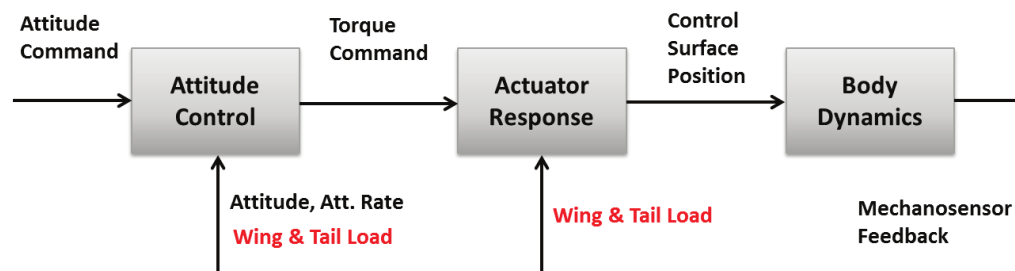 Attitude
Command
Torque
Command
Control
Surface
Position
Attitude
Control
Actuator
Response
Body
Dynamics
Attitude, Att. Rate
Wing & Tail Load
Wing & Tail Load
Mechanosensor
Feedback